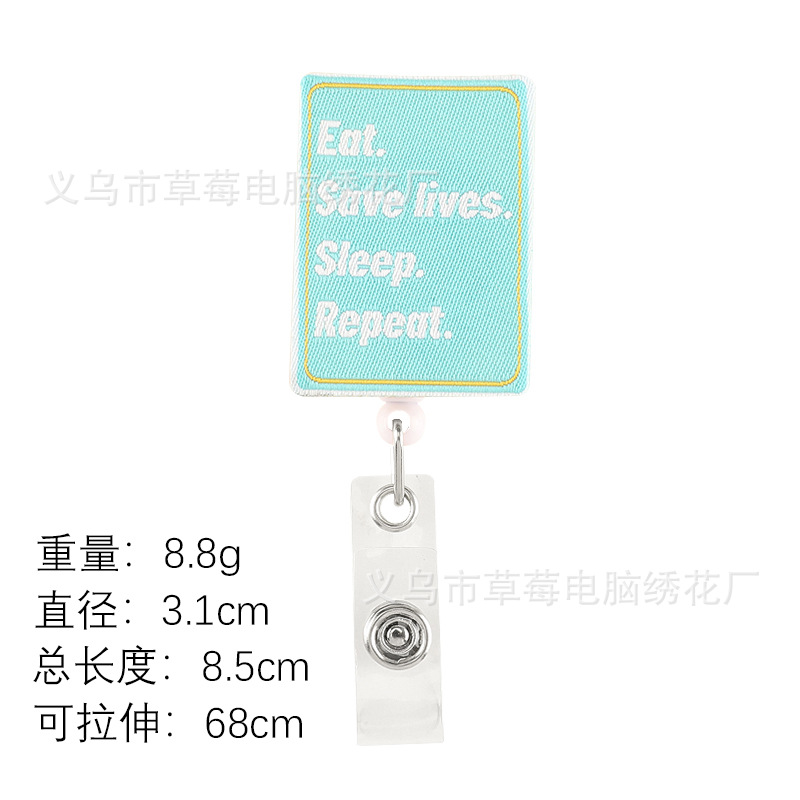 Eat.
义乌市草莓电脑绣花厂
Save lives.
Sleep.
Repeat.
重量：8.8g
义乌市草莓电脑绣花厂
直径：3.1cm
总长度：8.5cm
可拉伸：68cm